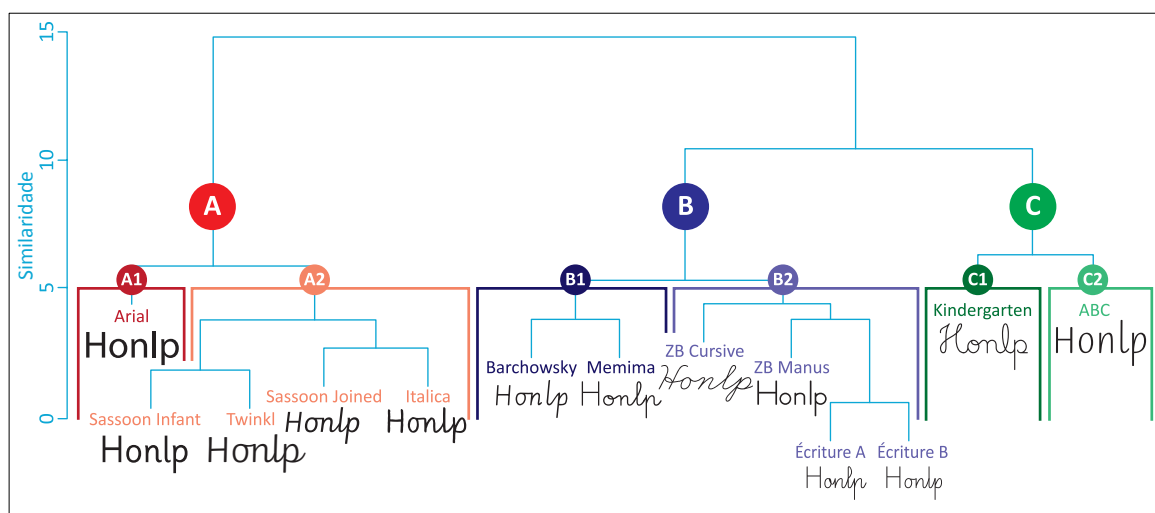 15
10
5
0
Similaridade
A
B
C
A1
A2
B1
B2
C1
C2
Arial
Honlp
Sassoon Infant
Honlp
Twinkl
Honlp
Sassoon Joined
Honlp
Italica
Honlp
Barchowsky
Honlp
Memima
Honlp
ZB Cursive
Honlp
ZB Manus
Honlp
Écriture A
Honlp
Écriture B
Honlp
Kindergarten
Honlp
ABC
Honlp